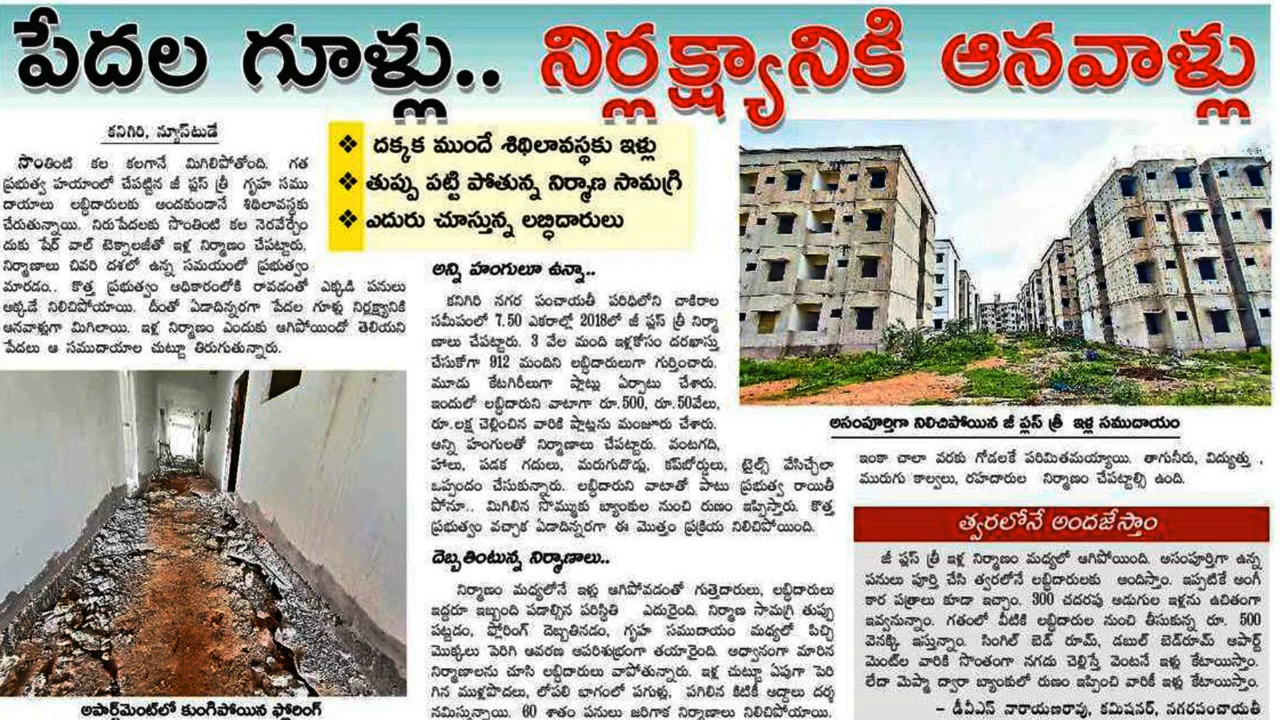 పేదల గూళ్లు.. నిర్లక్ష్యానికి ఆనవాళ్లు
కనిగిరి, న్యూస్‌టుడే
సొంతింటి కల కలగానే మిగిలిపోతోంది. గత
ప్రభుత్వ హయాంలో చేపట్టిన జీ ప్లస్ త్రీ గృహ సము
దాయాలు లబ్ధిదారులకు అందకుండానే శిథిలావస్థకు
చేరుతున్నాయి. నిరుపేదలకు సొంతింటి కల నెరవేర్చేం
దుకు షేర్ వాల్ టెక్నాలజీతో ఇళ్ల నిర్మాణం చేపట్టారు.
నిర్మాణాలు చివరి దశలో ఉన్న సమయంలో ప్రభుత్వం
మారడం.. కొత్త ప్రభుత్వం అధికారంలోకి రావడంతో ఎక్కడి పనులు
అక్కడే నిలిచిపోయాయి. దీంతో ఏడాదిన్నరగా పేదల గూళ్లు నిర్లక్ష్యానికి
ఆనవాళ్లుగా మిగిలాయి. ఇళ్ల నిర్మాణం ఎందుకు ఆగిపోయిందో తెలియని
పేదలు ఆ సముదాయాల చుట్టూ తిరుగుతున్నారు.
అపార్ట్‌మెంట్‌లో కుంగిపోయిన ఫ్లోరింగ్
❖ దక్కక ముందే శిథిలావస్థకు ఇళ్లు
❖ తుప్పు పట్టి పోతున్న నిర్మాణ సామగ్రి
❖ ఎదురు చూస్తున్న లబ్ధిదారులు
అన్ని హంగులూ ఉన్నా..
కనిగిరి నగర పంచాయతీ పరిధిలోని చాకిరాల
సమీపంలో 7.50 ఎకరాల్లో 2018లో జీ ప్లస్ త్రీ నిర్మా
ణాలు చేపట్టారు. 3 వేల మంది ఇళ్లకోసం దరఖాస్తు
చేసుకోగా 912 మందిని లబ్ధిదారులుగా గుర్తించారు.
మూడు కేటగిరీలుగా ప్లాట్లు ఏర్పాటు చేశారు.
ఇందులో లబ్ధిదారుని వాటాగా రూ.500, రూ.50వేలు,
రూ.లక్ష చెల్లించిన వారికి ప్లాట్లను మంజూరు చేశారు.
అన్ని హంగులతో నిర్మాణాలు చేపట్టారు. వంటగది,
హాలు, పడక గదులు, మరుగుదొడ్లు, కప్‌బోర్డులు, టైల్స్ వేసిచ్చేలా
ఒప్పందం చేసుకున్నారు. లబ్ధిదారుని వాటాతో పాటు ప్రభుత్వ రాయితీ
పోనూ.. మిగిలిన సొమ్ముకు బ్యాంకుల నుంచి రుణం ఇప్పిస్తారు. కొత్త
ప్రభుత్వం వచ్చాక ఏడాదిన్నరగా ఈ మొత్తం ప్రక్రియ నిలిచిపోయింది.
దెబ్బతింటున్న నిర్మాణాలు..
నిర్మాణం మధ్యలోనే ఇళ్లు ఆగిపోవడంతో గుత్తెదారులు, లబ్ధిదారులు
ఇద్దరూ ఇబ్బంది పడాల్సిన పరిస్థితి ఎదురైంది. నిర్మాణ సామగ్రి తుప్పు
పట్టడం, ఫ్లోరింగ్ దెబ్బతినడం, గృహ సముదాయం మధ్యలో పిచ్చి
మొక్కలు పెరిగి ఆవరణ అపరిశుభ్రంగా తయారైంది. అధ్వానంగా మారిన
నిర్మాణాలను చూసి లబ్ధిదారులు వాపోతున్నారు. ఇళ్ల చుట్టూ ఏపుగా పెరి
గిన ముళ్లపొదలు, లోపలి భాగంలో పగుళ్లు, పగిలిన కిటికీ అద్దాలు దర్శ
నమిస్తున్నాయి. 60 శాతం పనులు జరిగాక నిర్మాణాలు నిలిచిపోయాయి.
అసంపూర్తిగా నిలిచిపోయిన జీ ప్లస్ త్రీ ఇళ్ల సముదాయం
ఇంకా చాలా వరకు గోడలకే పరిమితమయ్యాయి. తాగునీరు, విద్యుత్తు ,
మురుగు కాల్వలు, రహదారుల నిర్మాణం చేపట్టాల్సి ఉంది.
త్వరలోనే అందజేస్తాం
జీ ప్లస్ త్రీ ఇళ్ల నిర్మాణం మధ్యలో ఆగిపోయింది. అసంపూర్తిగా ఉన్న
పనులు పూర్తి చేసి త్వరలోనే లబ్ధిదారులకు అందిస్తాం. ఇప్పటికే అంగీ
కార పత్రాలు కూడా ఇచ్చాం. 300 చదరపు అడుగుల ఇళ్లను ఉచితంగా
ఇవ్వనున్నాం. గతంలో వీటికి లబ్ధిదారుల నుంచి తీసుకున్న రూ. 500
వెనక్కి ఇస్తున్నాం. సింగిల్ బెడ్ రూమ్, డబుల్ బెడ్‌రూమ్ అపార్ట్
మెంట్‌ల వారికి సొంతంగా నగదు చెల్లిస్తే వెంటనే ఇళ్లు కేటాయిస్తాం.
లేదా మెప్మా ద్వారా బ్యాంకులో రుణం ఇప్పించి వారికీ ఇళ్లు కేటాయిస్తాం.
– డీవీఎస్ నారాయణరావు, కమిషనర్, నగరపంచాయతీ